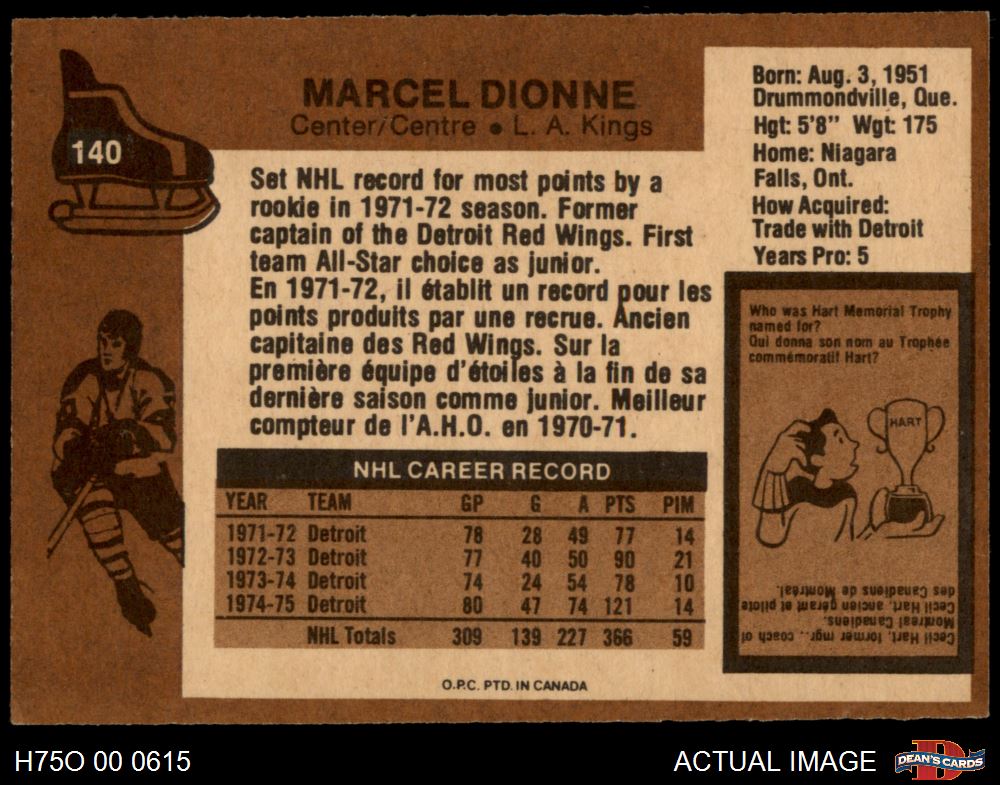 140
MARCEL DIONNE
Center/Centre • L. A. Kings
Set NHL record for most points by a
rookie in 1971-72 season. Former
captain of the Detroit Red Wings. First
team All-Star choice as junior.
En 1971-72, il établit un record pour les
points produits par une recrue. Ancien
capitaine des Red Wings. Sur la
première équipe d'étoiles à la fin de sa
dernière saison comme junior. Meilleur
compteur de l'A.H.O. en 1970-71.
NHL CAREER RECORD
YEAR TEAM GP G A PTS PIM
1971-72 Detroit 78 28 49 77 14
1972-73 Detroit 77 40 50 90 21
1973-74 Detroit 74 24 54 78 10
1974-75 Detroit 80 47 74 121 14
NHL Totals 309 139 227 366 59
O.P.C. PTD. IN CANADA
Born: Aug. 3, 1951
Drummondville, Que.
Hgt: 5'8" Wgt: 175
Home: Niagara
Falls, Ont.
How Acquired:
Trade with Detroit
Years Pro: 5
Who was Hart Memorial Trophy
named for?
Qui donna son nom au Trophée
commémoratif Hart?
HART
Cecil Hart, former mgr., coach of
Montreal Canadiens.
Cecil Hart, ancien gérant et pilote
des Canadiens de Montréal.
H75O 00 0615
ACTUAL IMAGE
D
DEAN'S CARDS